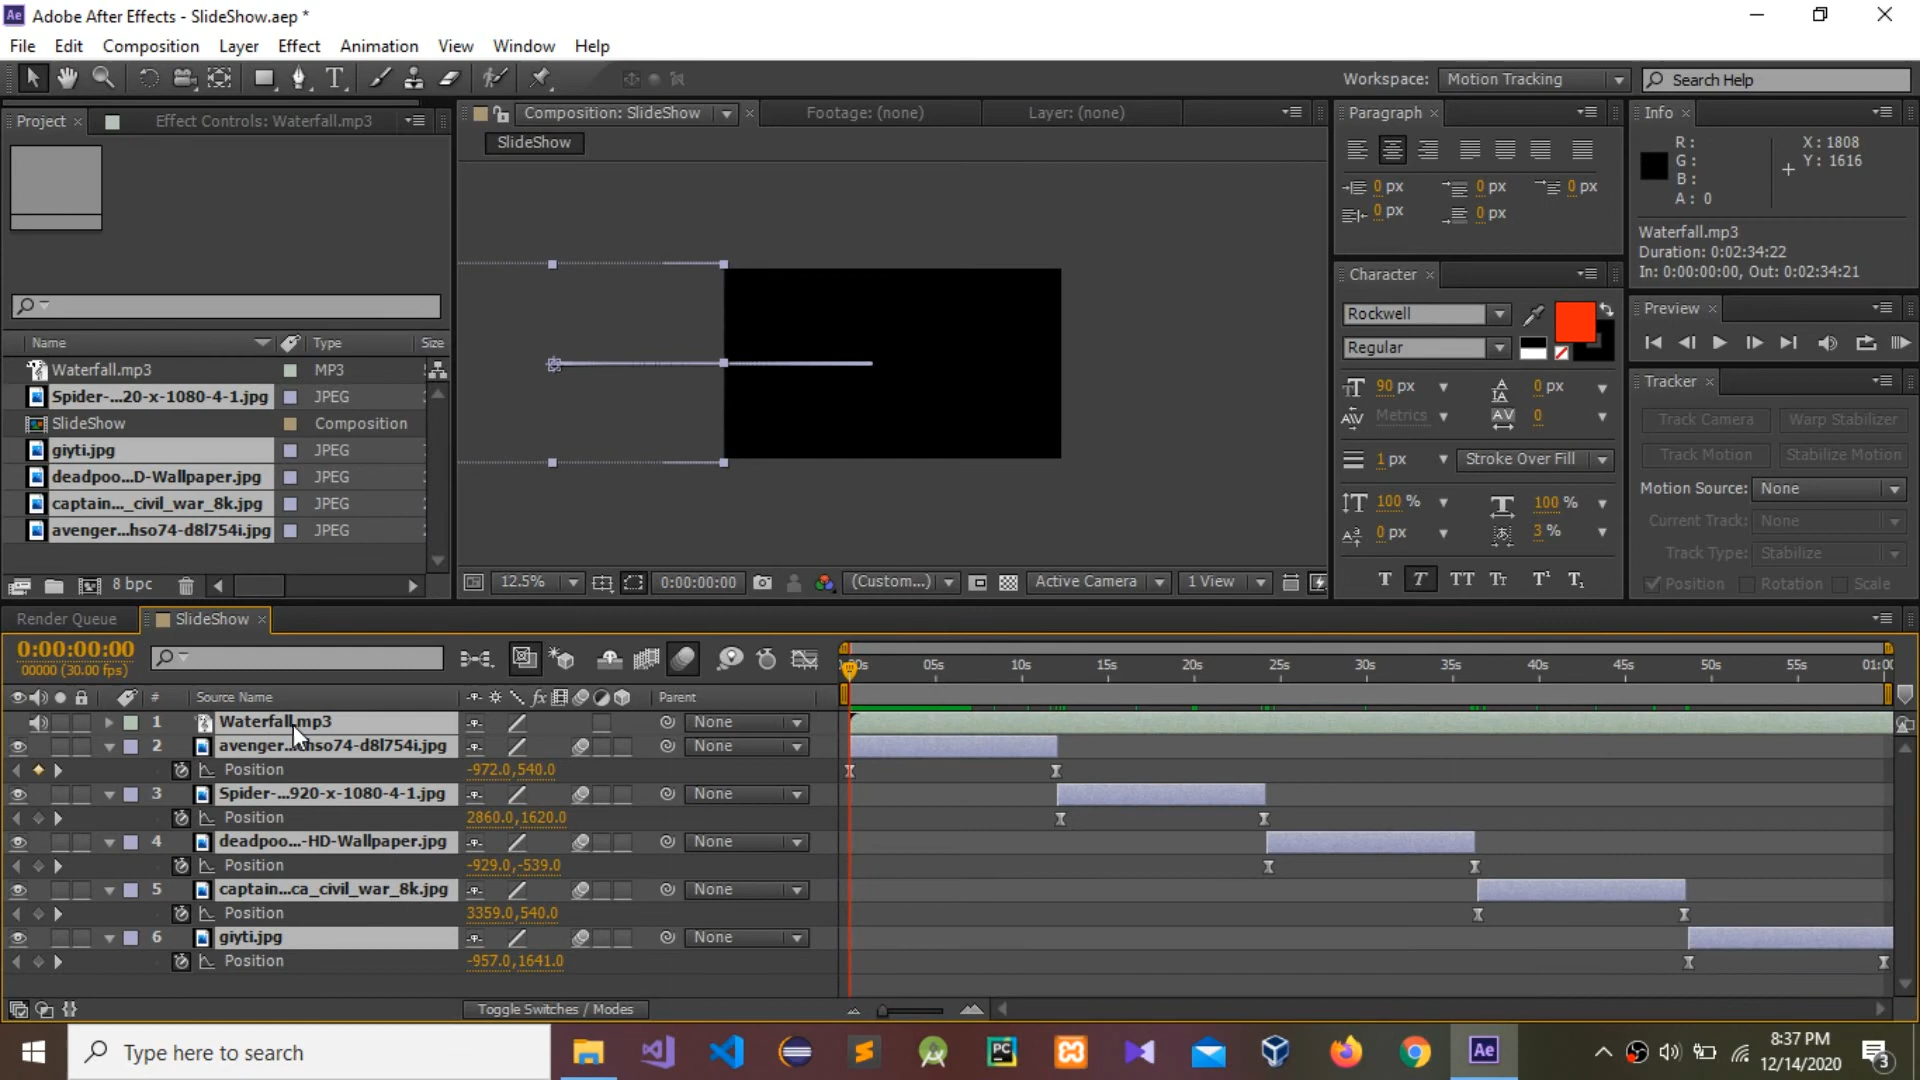 Adobe After Effects - SlideShow.aep *
File Edit Composition Layer Effect Animation View Window Help
Workspace: Motion Tracking Search Help
Project Effect Controls: Waterfall.mp3
Composition: SlideShow Footage: (none) Layer: (none)
SlideShow
Name Type Size
Waterfall.mp3 MP3
Spider-...20-x-1080-4-1.jpg JPEG
SlideShow Composition
giyti.jpg JPEG
deadpoo...D-Wallpaper.jpg JPEG
captain..._civil_war_8k.jpg JPEG
avenger...hso74-d8l754i.jpg JPEG
8 bpc
12.5% 0:00:00:00 (Custom...) Active Camera 1 View
Paragraph
0 px 0 px 0 px
0 px 0 px
Character
Rockwell
Regular
90 px 0 px
Metrics 0
1 px Stroke Over Fill
100 % 100 %
0 px 3 %
Info
R: X: 1808
G: Y: 1616
B:
A: 0
Waterfall.mp3
Duration: 0:02:34:22
In: 0:00:00:00, Out: 0:02:34:21
Preview
Tracker
Track Camera Warp Stabilizer
Track Motion Stabilize Motion
Motion Source: None
Current Track: None
Track Type: Stabilize
Position Rotation Scale
Render Queue SlideShow
0:00:00:00
00000 (30.00 fps)
05s 10s 15s 20s 25s 30s 35s 40s 45s 50s 55s
# Source Name fx Parent
1 Waterfall.mp3 None
2 avenger...hso74-d8l754i.jpg None
Position -972.0,540.0
3 Spider-...920-x-1080-4-1.jpg None
Position 2860.0,1620.0
4 deadpoo...-HD-Wallpaper.jpg None
Position -929.0,-539.0
5 captain...ca_civil_war_8k.jpg None
Position 3359.0,540.0
6 giyti.jpg None
Position -957.0,1641.0
Toggle Switches / Modes
Type here to search
8:37 PM
12/14/2020
3